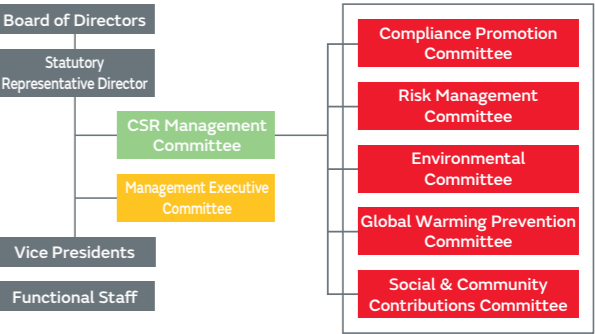 Board of Directors
Statutory
Representative Director
CSR Management
Committee
Management Executive
Committee
Vice Presidents
Functional Staff
Compliance Promotion
Committee
Risk Management
Committee
Environmental
Committee
Global Warming Prevention
Committee
Social & Community
Contributions Committee